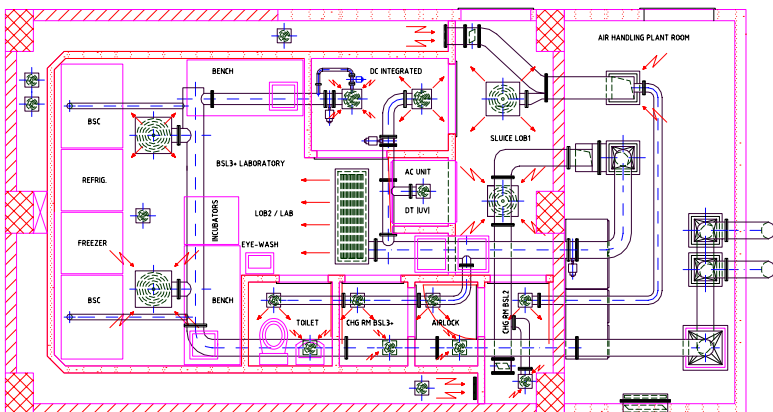 AIR HANDLING PLANT ROOM
BENCH
DC INTEGRATED
BSC
SLUICE LOB1
BSL3+ LABORATORY
AC UNIT
REFRIG.
DT (UV)
INCUBATORS
LOB2 / LAB
FREEZER
EYE-WASH
BSC
BENCH
TOILET
CHG RM BSL3+
AIRLOCK
CHG RM BSL2